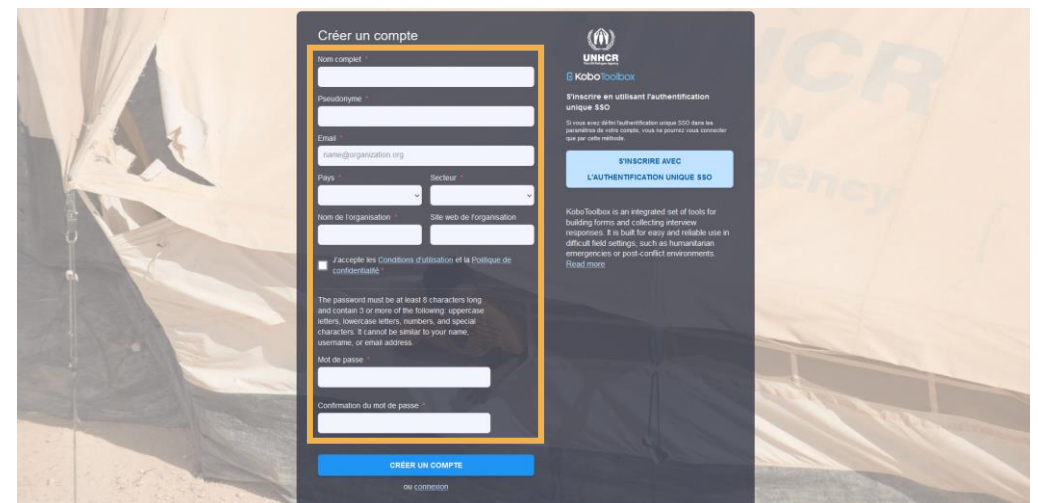 Créer un compte
Nom complet *
Pseudonyme *
Email *
name@organization.org
Pays *
Secteur *
Nom de l'organisation *
Site web de l'organisation
J'accepte les Conditions d'utilisation et la Politique de
confidentialité *
The password must be at least 8 characters long
and contain 3 or more of the following: uppercase
letters, lowercase letters, numbers, and special
characters. It cannot be similar to your name,
username, or email address.
Mot de passe *
Confirmation du mot de passe *
CRÉER UN COMPTE
ou connexion
UNHCR
KoboToolbox
S'inscrire en utilisant l'authentification
unique SSO
Si vous avez défini l'authentification unique SSO dans les
paramètres de votre compte, vous ne pourrez vous connecter
que par cette méthode.
S'INSCRIRE AVEC
L'AUTHENTIFICATION UNIQUE SSO
KoboToolbox is an integrated set of tools for
building forms and collecting interview
responses. It is built for easy and reliable use in
difficult field settings, such as humanitarian
emergencies or post-conflict environments.
Read more